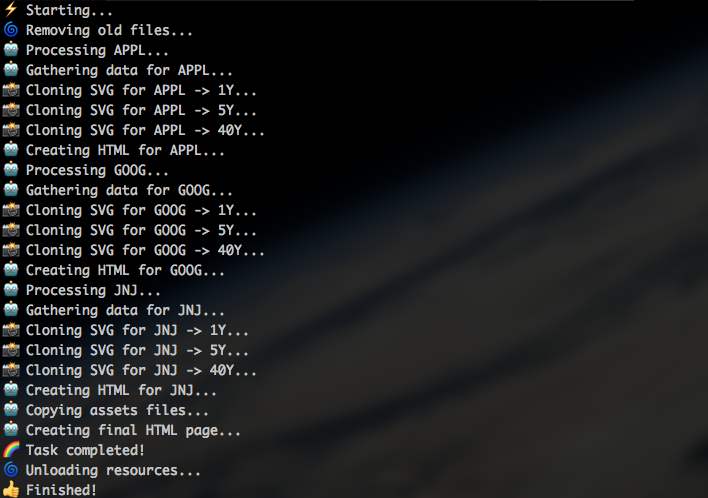 ⚡ Starting...
🌀 Removing old files...
🤖 Processing APPL...
🤖 Gathering data for APPL...
📸 Cloning SVG for APPL -> 1Y...
📸 Cloning SVG for APPL -> 5Y...
📸 Cloning SVG for APPL -> 40Y...
🤖 Creating HTML for APPL...
🤖 Processing GOOG...
🤖 Gathering data for GOOG...
📸 Cloning SVG for GOOG -> 1Y...
📸 Cloning SVG for GOOG -> 5Y...
📸 Cloning SVG for GOOG -> 40Y...
🤖 Creating HTML for GOOG...
🤖 Processing JNJ...
🤖 Gathering data for JNJ...
📸 Cloning SVG for JNJ -> 1Y...
📸 Cloning SVG for JNJ -> 5Y...
📸 Cloning SVG for JNJ -> 40Y...
🤖 Creating HTML for JNJ...
🤖 Copying assets files...
🤖 Creating final HTML page...
🌈 Task completed!
🌀 Unloading resources...
👍 Finished!